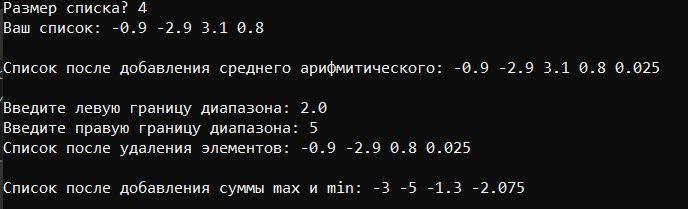 Размер списка? 4
Ваш список: -0.9 -2.9 3.1 0.8
Список после добавления среднего арифмитического: -0.9 -2.9 3.1 0.8 0.025
Введите левую границу диапазона: 2.0
Введите правую границу диапазона: 5
Список после удаления элементов: -0.9 -2.9 0.8 0.025
Список после добавления суммы max и min: -3 -5 -1.3 -2.075